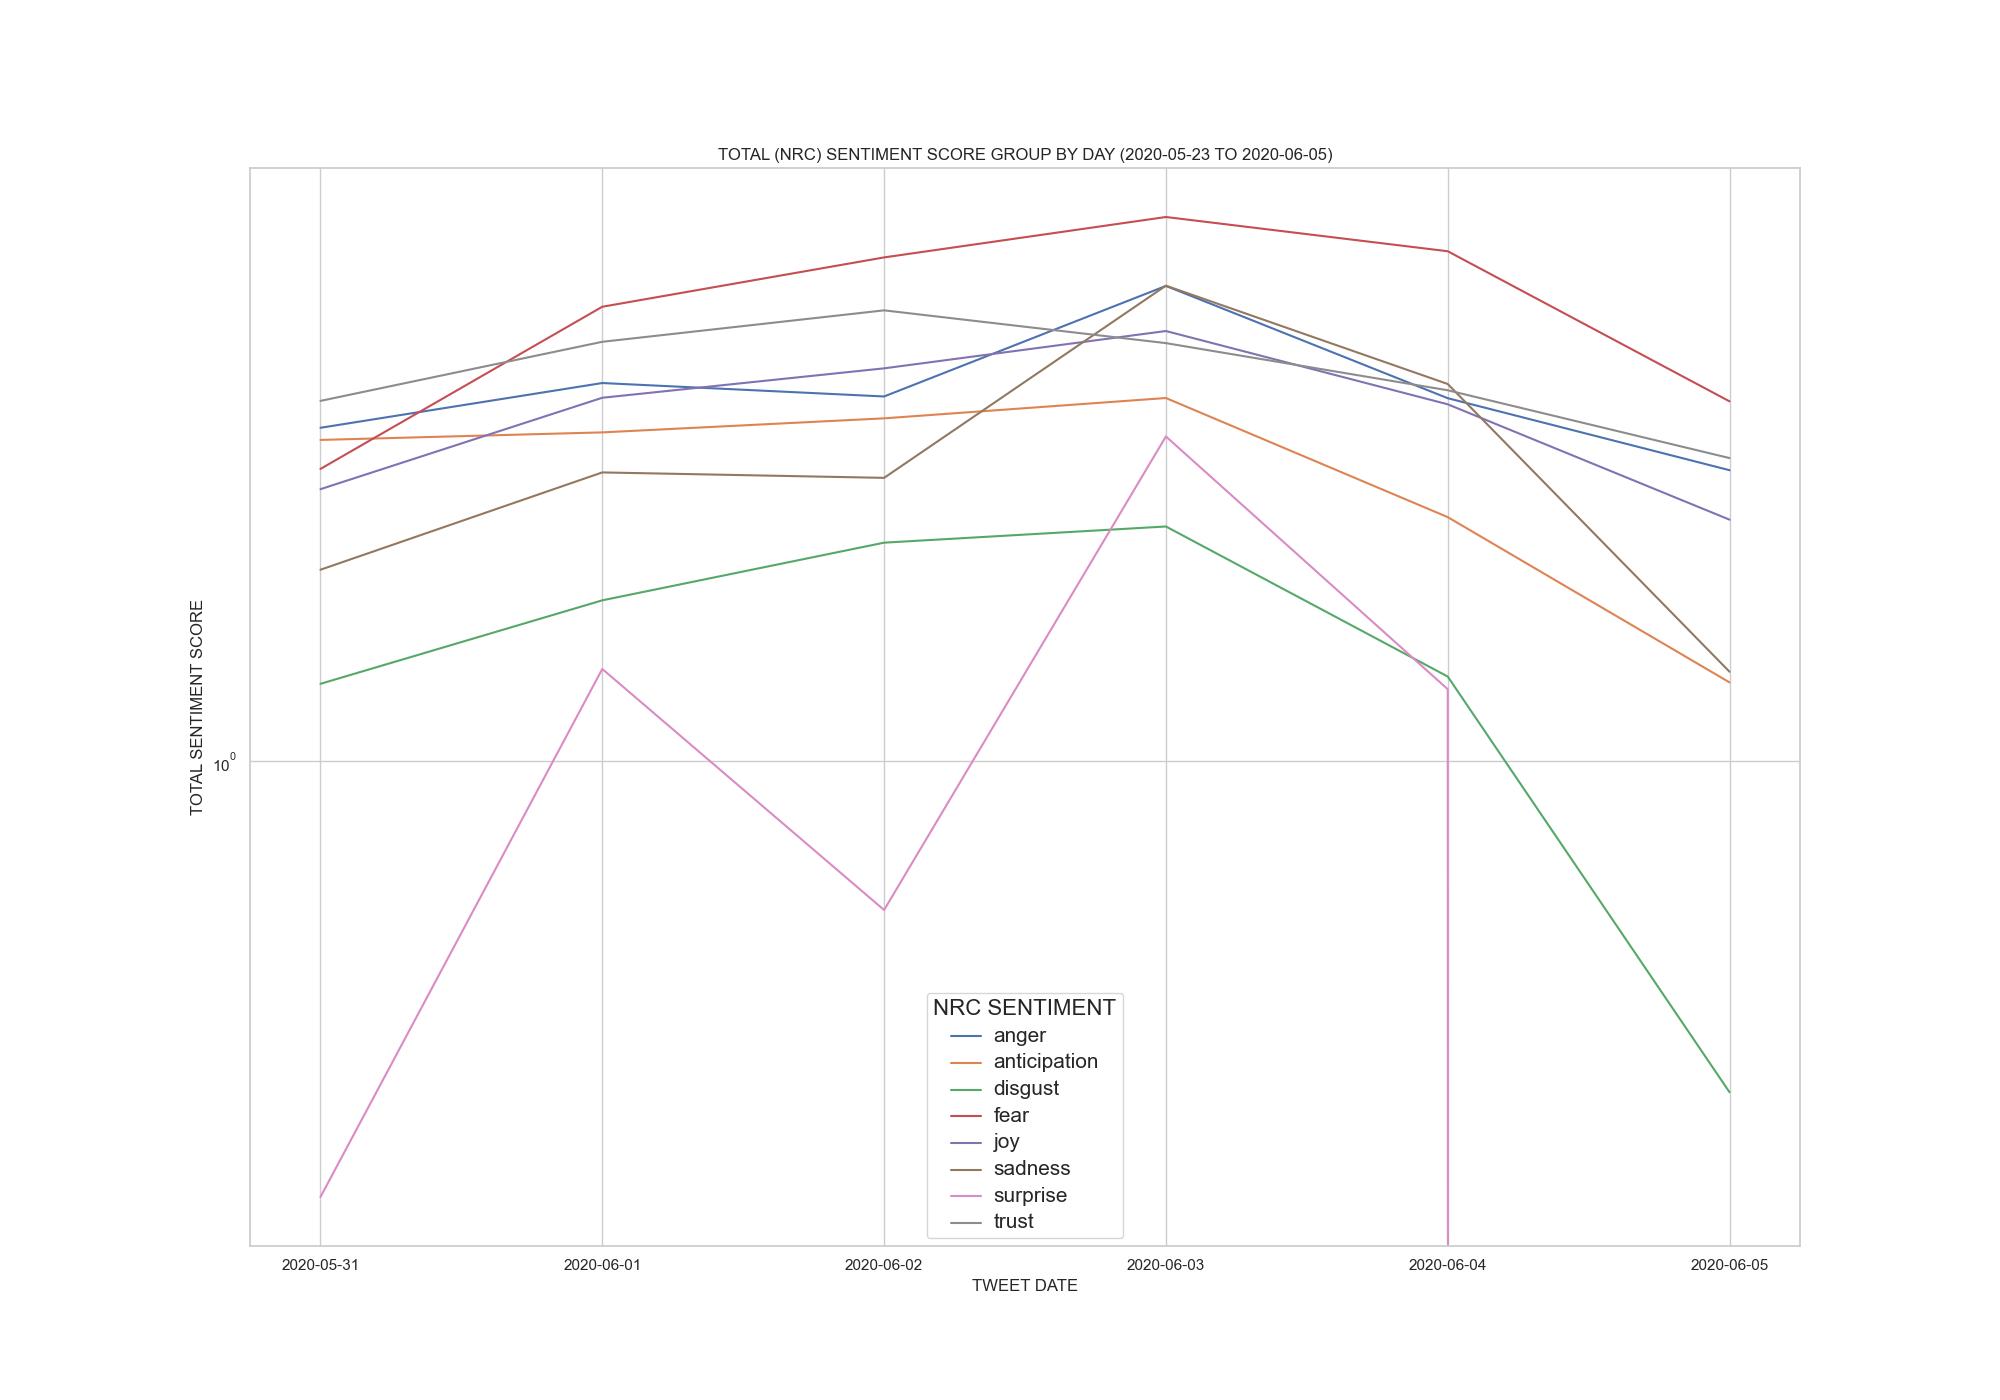 TOTAL (NRC) SENTIMENT SCORE GROUP BY DAY (2020-05-23 TO 2020-06-05)
TOTAL SENTIMENT SCORE
10^0
NRC SENTIMENT
anger
anticipation
disgust
fear
joy
sadness
surprise
trust
2020-05-31 2020-06-01 2020-06-02 2020-06-03 2020-06-04 2020-06-05
TWEET DATE